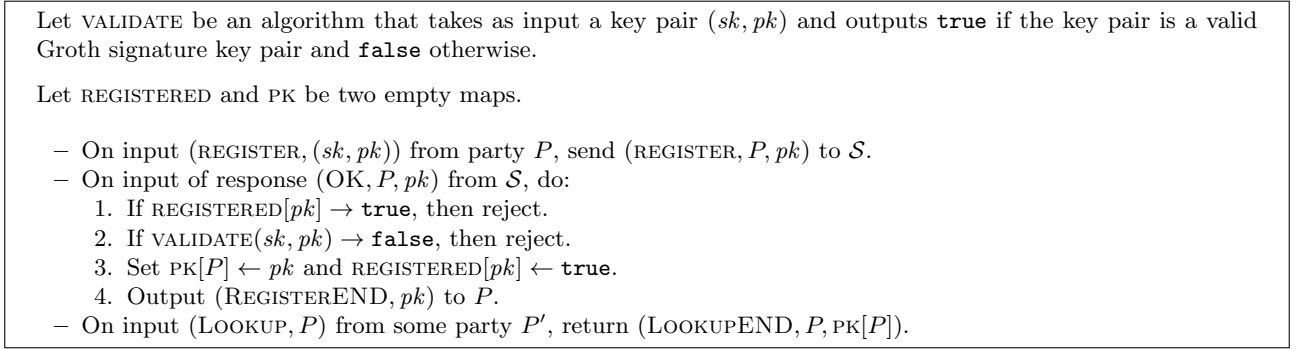 Let VALIDATE be an algorithm that takes as input a key pair (sk, pk) and outputs true if the key pair is a valid
Groth signature key pair and false otherwise.
Let REGISTERED and PK be two empty maps.
– On input (REGISTER, (sk, pk)) from party P, send (REGISTER, P, pk) to 𝒮.
– On input of response (OK, P, pk) from 𝒮, do:
1. If REGISTERED[pk] → true, then reject.
2. If VALIDATE(sk, pk) → false, then reject.
3. Set PK[P] ← pk and REGISTERED[pk] ← true.
4. Output (REGISTEREND, pk) to P.
– On input (LOOKUP, P) from some party P′, return (LOOKUPEND, P, PK[P]).